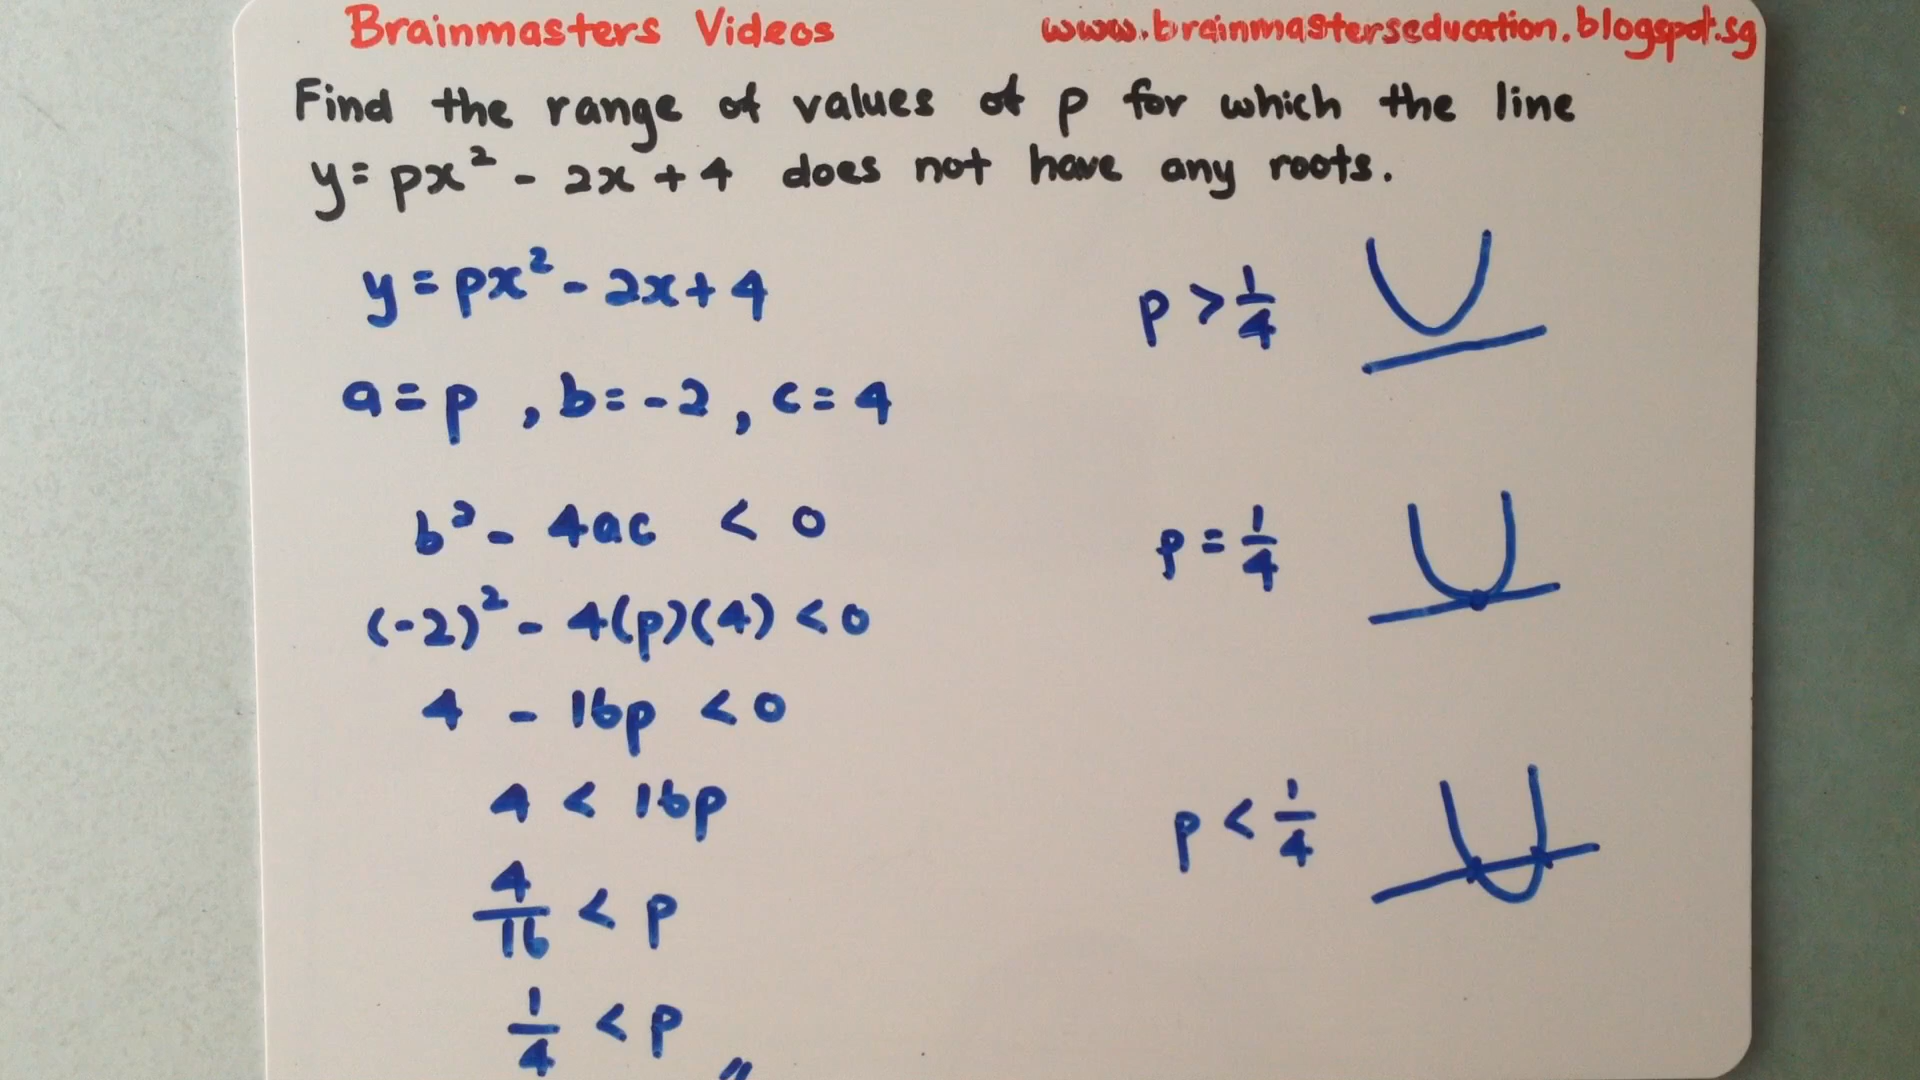 Brainmasters Videos www.brainmasterseducation.blogspot.sg
Find the range of values of p for which the line
y = px² - 2x + 4 does not have any roots.
y = px² - 2x + 4
a = p , b = -2 , c = 4
b² - 4ac < 0
(-2)² - 4(p)(4) < 0
4 - 16p < 0
4 < 16p
4/16 < p
1/4 < p
p > 1/4
p = 1/4
p < 1/4